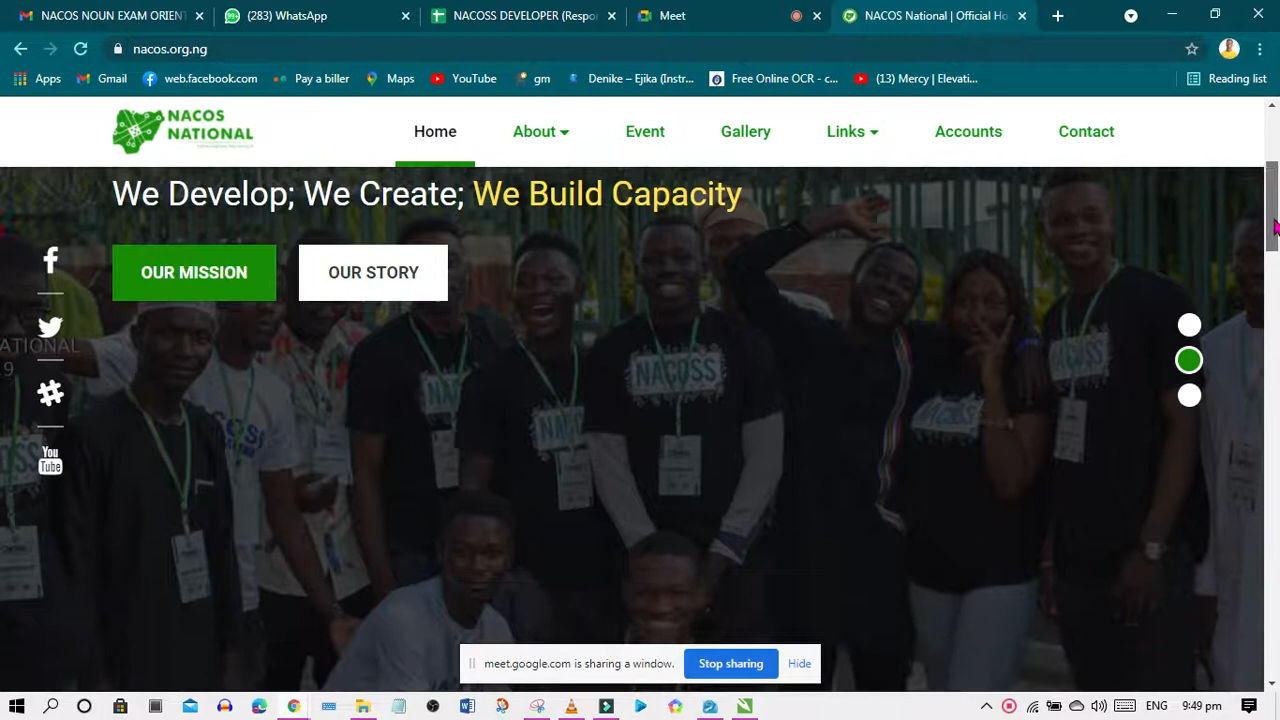 NACOS NOUN EXAM ORIENT
(283) WhatsApp
NACOSS DEVELOPER (Respo
Meet
NACOS National | Official Ho
nacos.org.ng
Apps
Gmail
web.facebook.com
Pay a biller
Maps
YouTube
gm
Denike – Ejika (Instr...
Free Online OCR - c...
(13) Mercy | Elevati...
Reading list
NACOS
NATIONAL
Home
About
Event
Gallery
Links
Accounts
Contact
We Develop; We Create; We Build Capacity
OUR MISSION
OUR STORY
ATIONAL
9
NACOSS
You
Tube
meet.google.com is sharing a window.
Stop sharing
Hide
ENG
9:49 pm